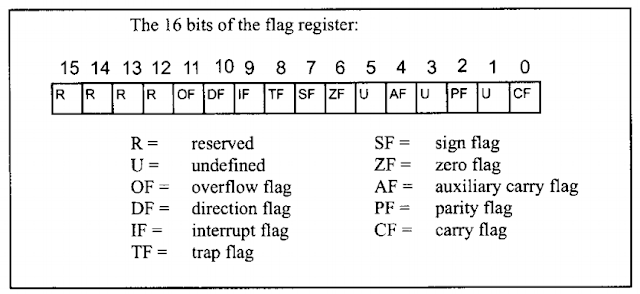 The 16 bits of the flag register:
15 14 13 12 11 10 9 8 7 6 5 4 3 2 1 0
R R R R OF DF IF TF SF ZF U AF U PF U CF
R = reserved SF = sign flag
U = undefined ZF = zero flag
OF = overflow flag AF = auxiliary carry flag
DF = direction flag PF = parity flag
IF = interrupt flag CF = carry flag
TF = trap flag